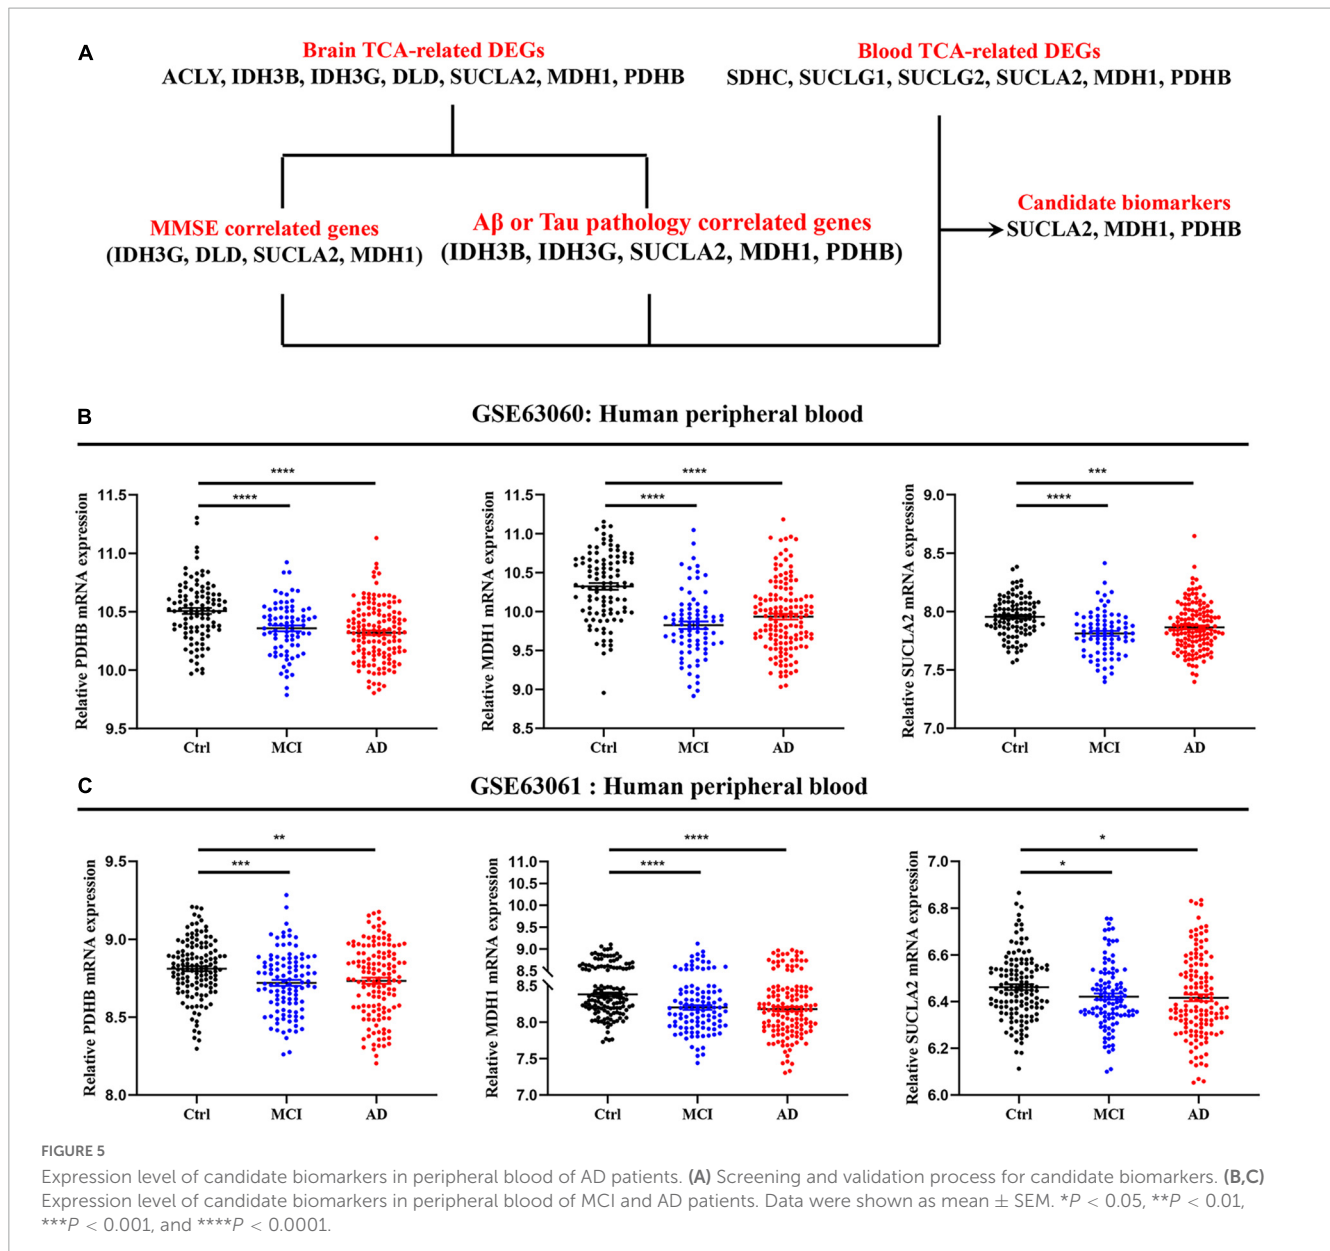 A
Brain TCA-related DEGs
ACLY, IDH3B, IDH3G, DLD, SUCLA2, MDH1, PDHB
Blood TCA-related DEGs
SDHC, SUCLG1, SUCLG2, SUCLA2, MDH1, PDHB
MMSE correlated genes
(IDH3G, DLD, SUCLA2, MDH1)
Aβ or Tau pathology correlated genes
(IDH3B, IDH3G, SUCLA2, MDH1, PDHB)
Candidate biomarkers
SUCLA2, MDH1, PDHB
B
GSE63060: Human peripheral blood
Relative PDHB mRNA expression
11.5
11.0
10.5
10.0
9.5
****
****
Ctrl MCI AD
Relative MDH1 mRNA expression
11.5
11.0
10.5
10.0
9.5
9.0
8.5
****
****
Ctrl MCI AD
Relative SUCLA2 mRNA expression
9.0
8.5
8.0
7.5
7.0
***
****
Ctrl MCI AD
C
GSE63061 : Human peripheral blood
Relative PDHB mRNA expression
9.5
9.0
8.5
8.0
**
***
Ctrl MCI AD
Relative MDH1 mRNA expression
11.0
10.5
10.0
9.5
9.0
8.5
8.5
8.0
7.5
7.0
****
****
Ctrl MCI AD
Relative SUCLA2 mRNA expression
7.0
6.8
6.6
6.4
6.2
6.0
*
*
Ctrl MCI AD
FIGURE 5
Expression level of candidate biomarkers in peripheral blood of AD patients. (A) Screening and validation process for candidate biomarkers. (B,C)
Expression level of candidate biomarkers in peripheral blood of MCI and AD patients. Data were shown as mean ± SEM. *P < 0.05, **P < 0.01,
***P < 0.001, and ****P < 0.0001.